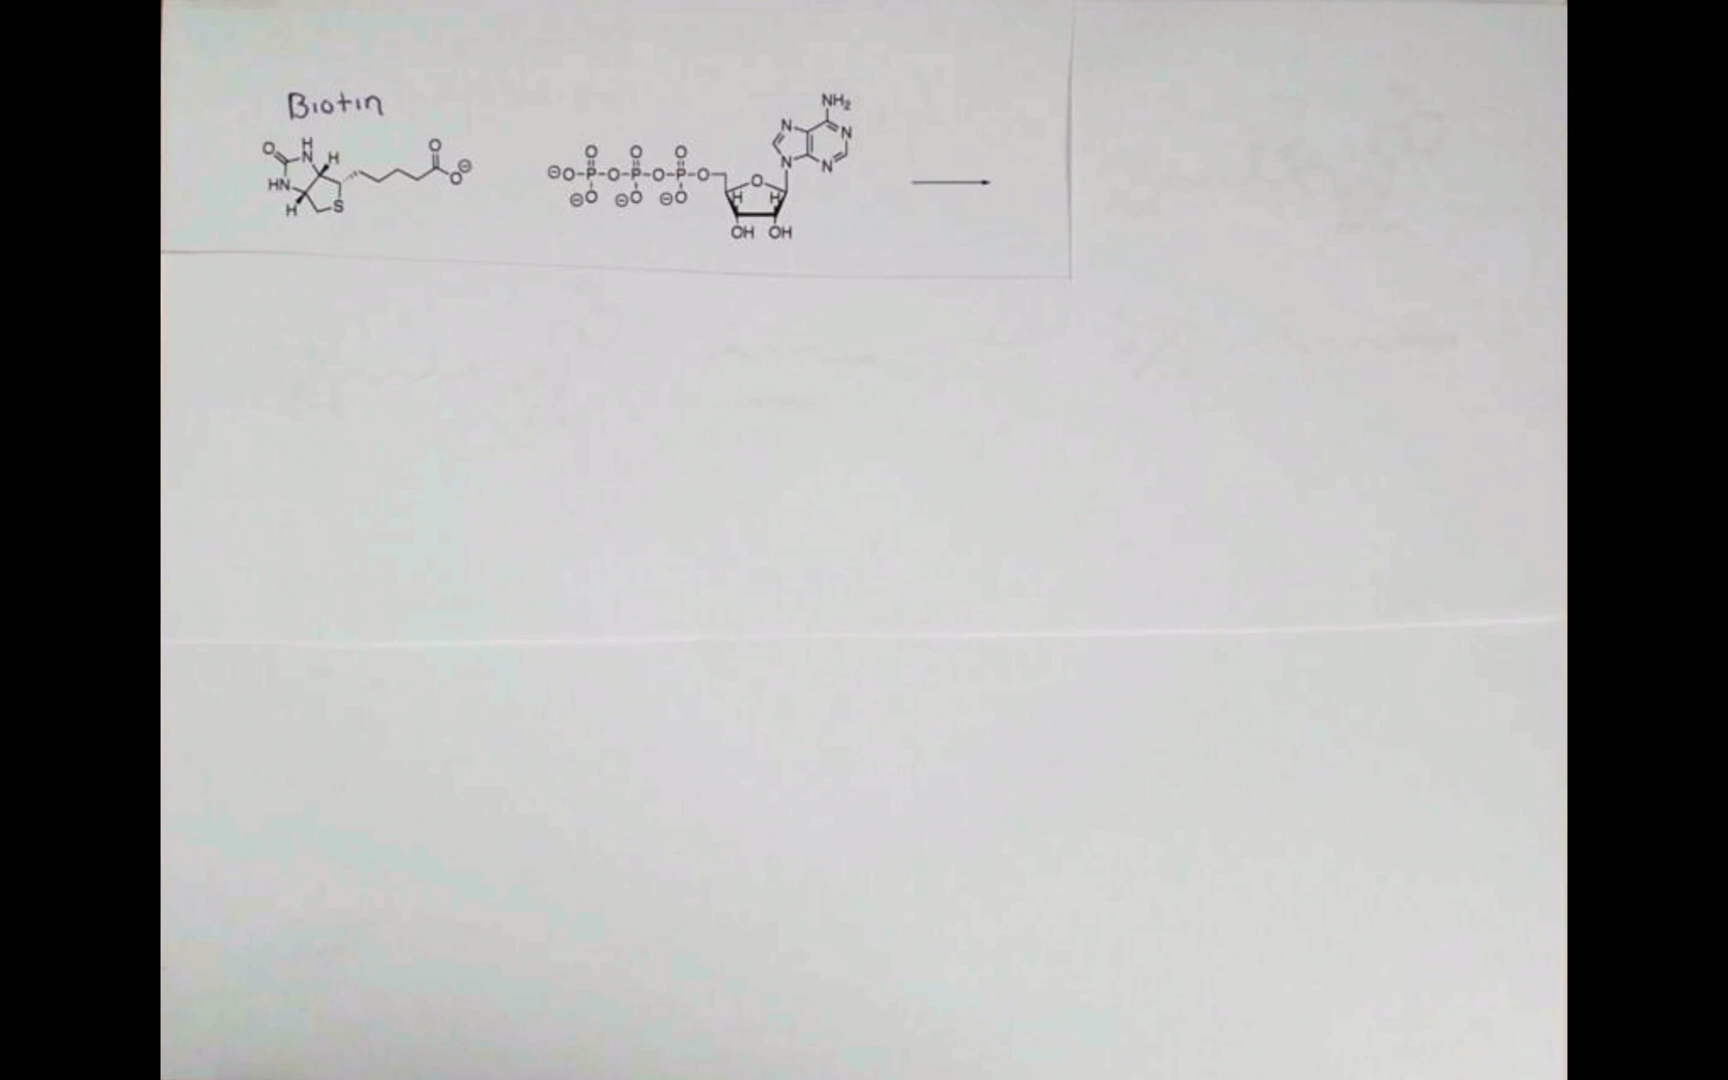 Biotin
NH₂
O H N H O O⊖ HN H S
N N N N
O O O ⊖O-P-O-P-O-P-O O H H
⊖O ⊖O ⊖O
OH OH